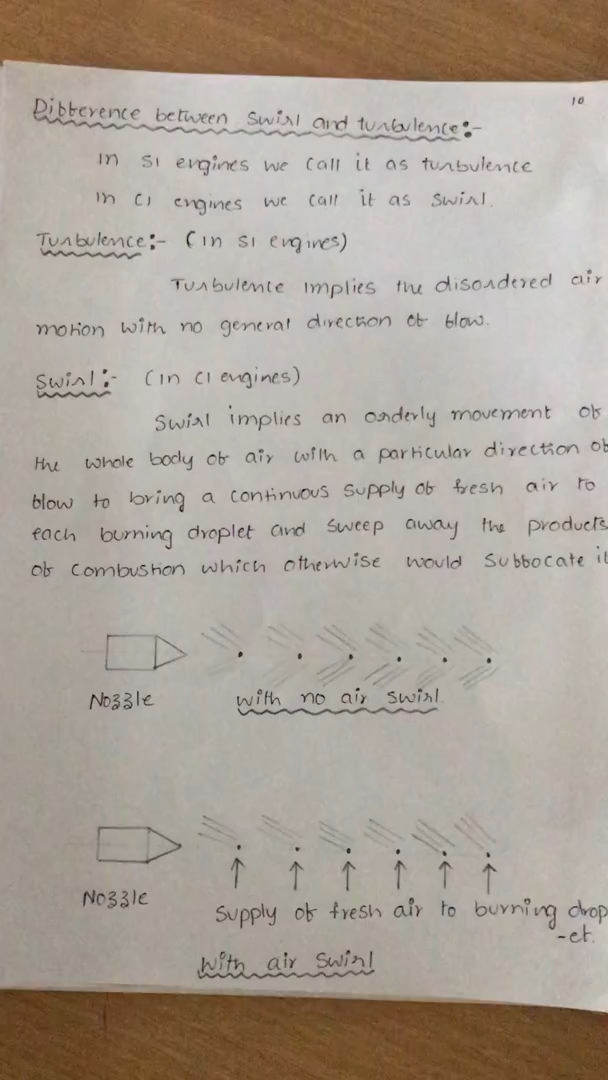 10
Difference between swirl and turbulence:-
In SI engines we call it as turbulence
In CI engines we call it as swirl.
Turbulence:- (In SI engines)
Turbulence implies the disordered air
motion with no general direction of flow.
Swirl:- (In CI engines)
Swirl implies an orderly movement of
the whole body of air with a particular direction of
flow to bring a continuous supply of fresh air to
each burning droplet and sweep away the products
of combustion which otherwise would suffocate it
Nozzle
with no air swirl
Nozzle
Supply of fresh air to burning drop
-et.
With air swirl